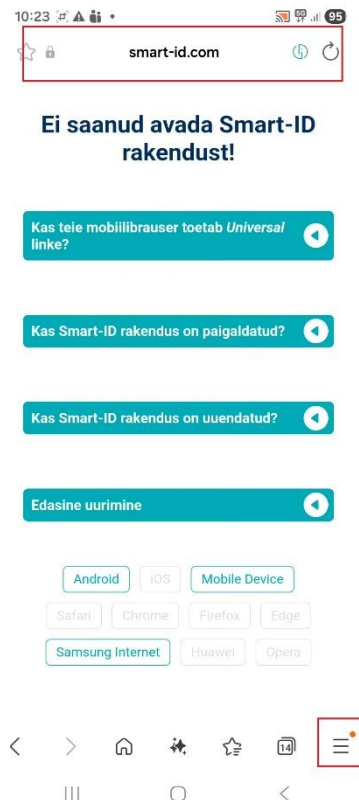 10:23
95
smart-id.com
Ei saanud avada Smart-ID
rakendust!
Kas teie mobiilibrauser toetab Universal
linke?
Kas Smart-ID rakendus on paigaldatud?
Kas Smart-ID rakendus on uuendatud?
Edasine uurimine
Android iOS Mobile Device
Safari Chrome Firefox Edge
Samsung Internet Huawei Opera
14